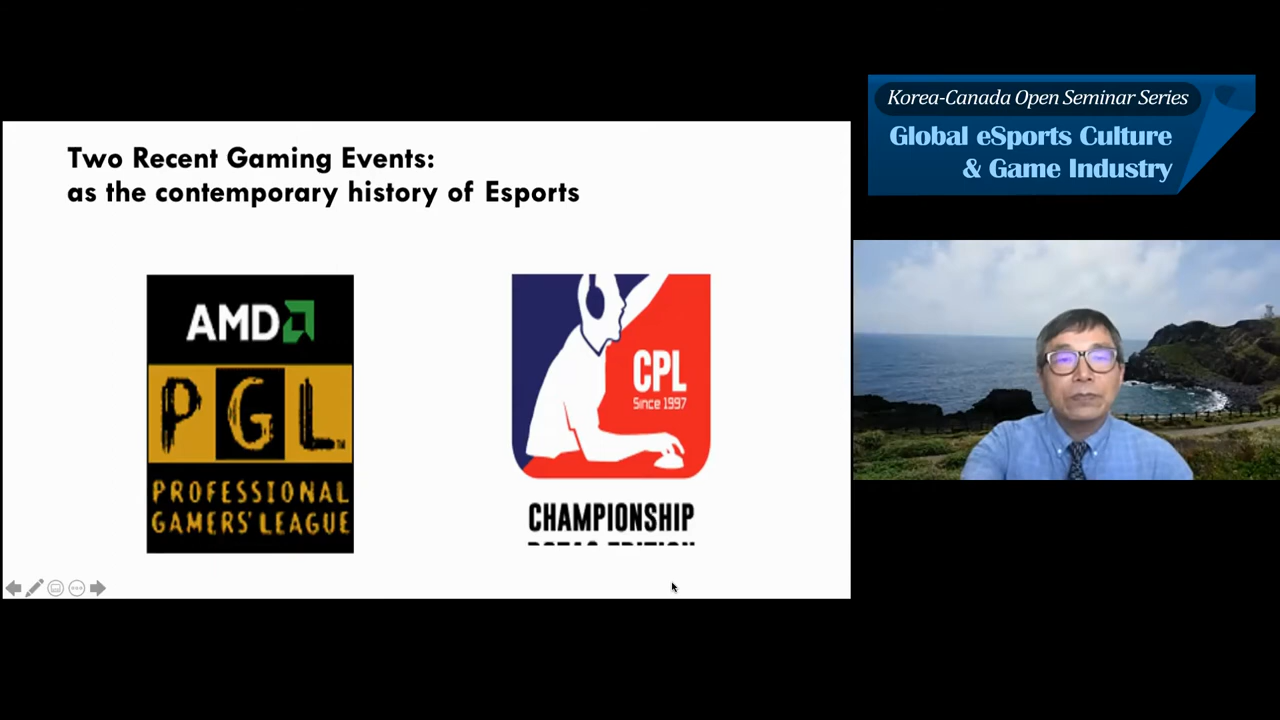 Korea-Canada Open Seminar Series
Global eSports Culture
& Game Industry
Two Recent Gaming Events:
as the contemporary history of Esports
AMD
PGL™
PROFESSIONAL
GAMERS' LEAGUE
CPL
Since 1997
CHAMPIONSHIP